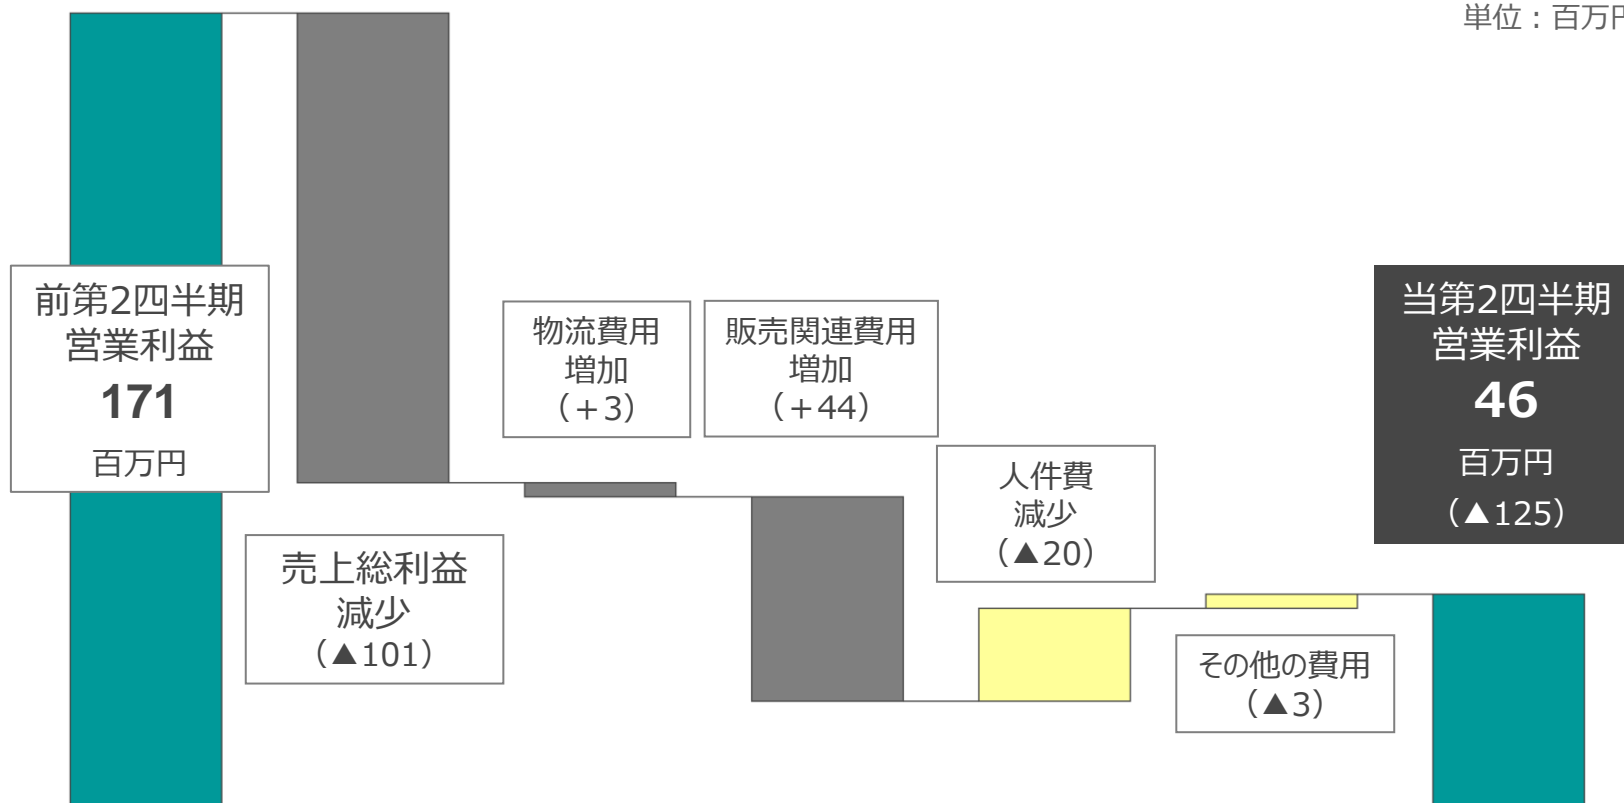 単位：百万円
前第2四半期
営業利益
171
百万円
売上総利益
減少
（▲101）
物流費用
増加
（＋3）
販売関連費用
増加
（＋44）
人件費
減少
（▲20）
その他の費用
（▲3）
当第2四半期
営業利益
46
百万円
（▲125）